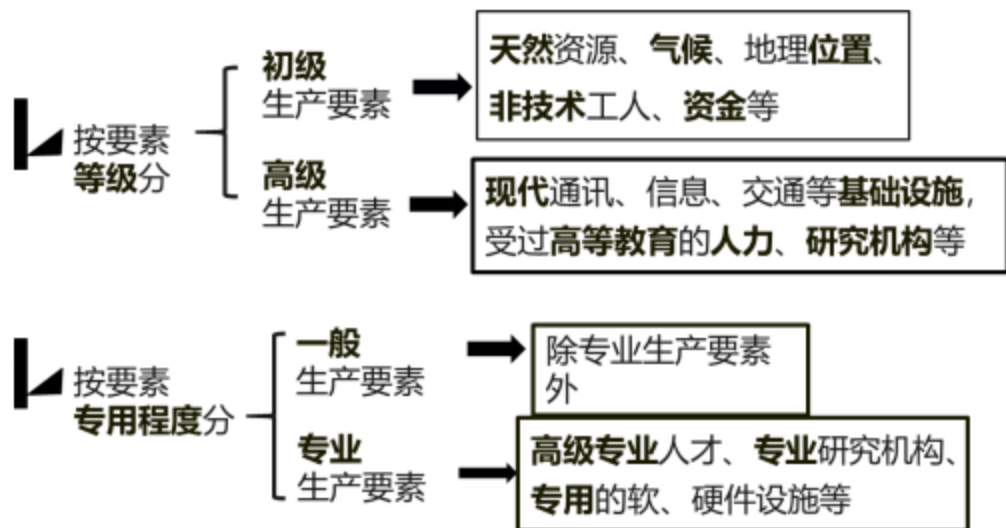 按要素
等级分
初级
生产要素
天然资源、气候、地理位置、
非技术工人、资金等
高级
生产要素
现代通讯、信息、交通等基础设施，
受过高等教育的人力、研究机构等
按要素
专用程度分
一般
生产要素
除专业生产要素
外
专业
生产要素
高级专业人才、专业研究机构、
专用的软、硬件设施等